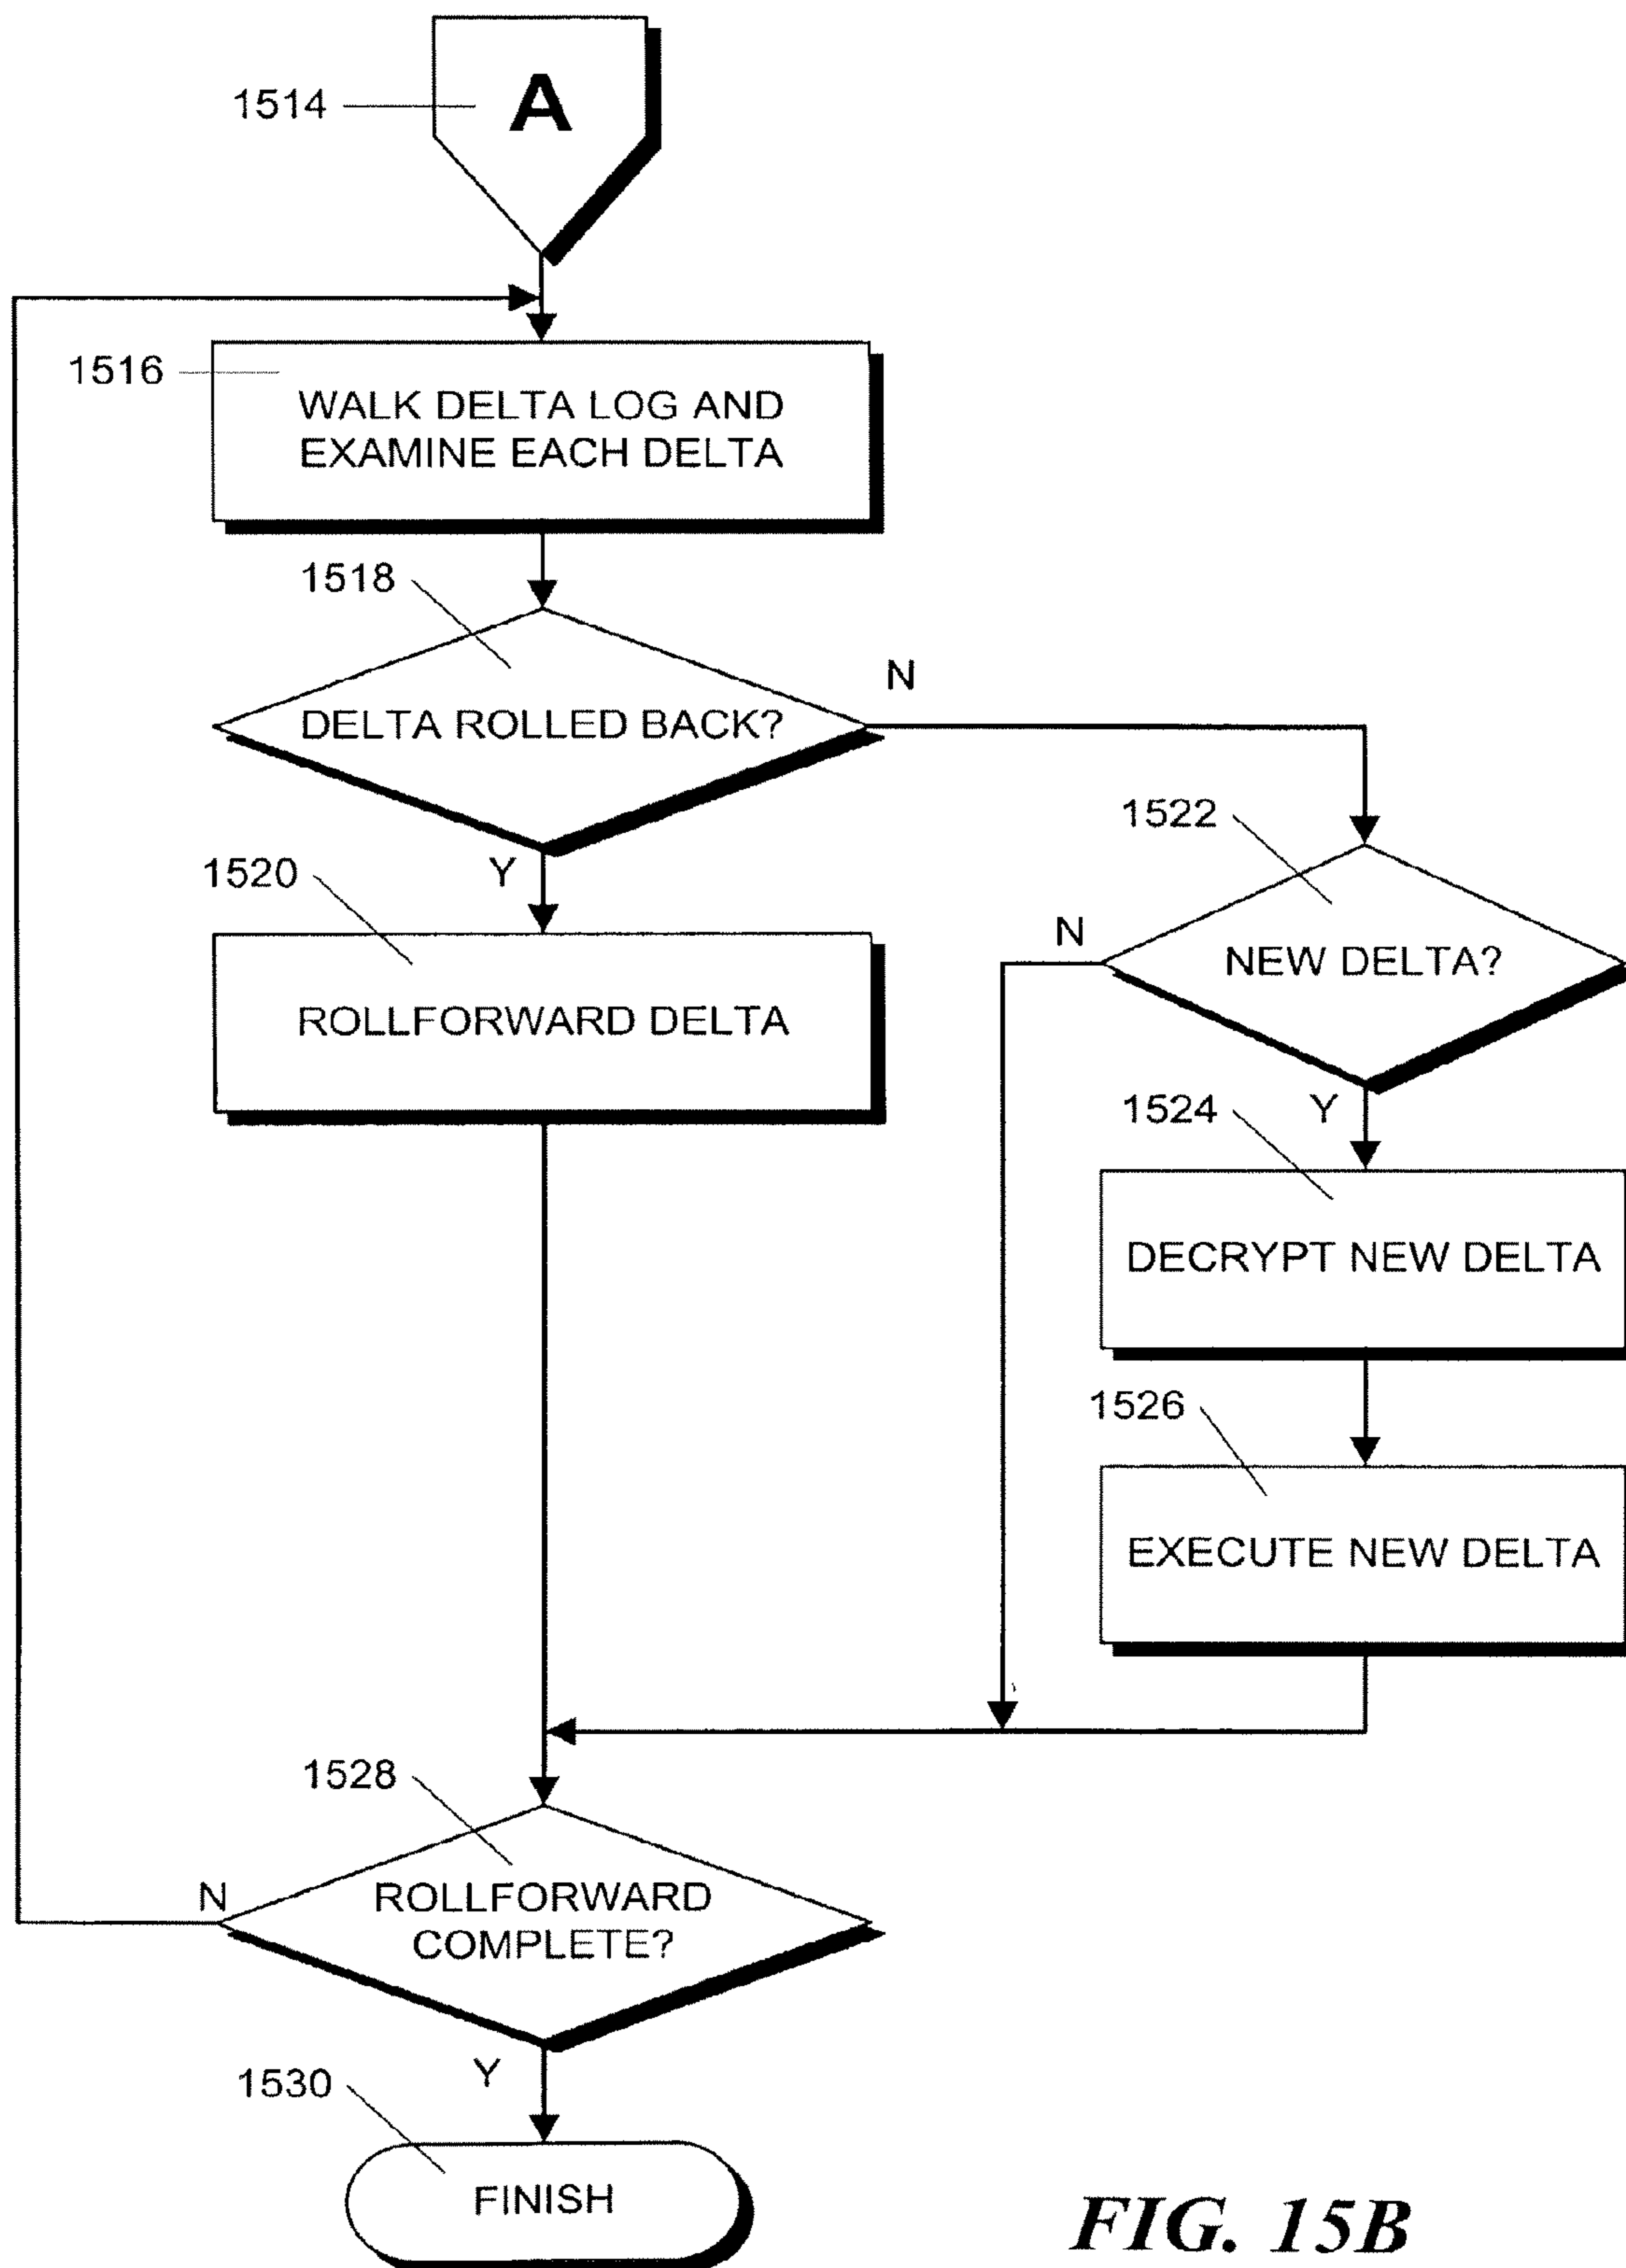 1514
A
1516
WALK DELTA LOG AND
EXAMINE EACH DELTA
1518
DELTA ROLLED BACK?
N
Y
1520
ROLLFORWARD DELTA
1522
NEW DELTA?
N
Y
1524
DECRYPT NEW DELTA
1526
EXECUTE NEW DELTA
1528
ROLLFORWARD
COMPLETE?
N
Y
1530
FINISH
FIG. 15B